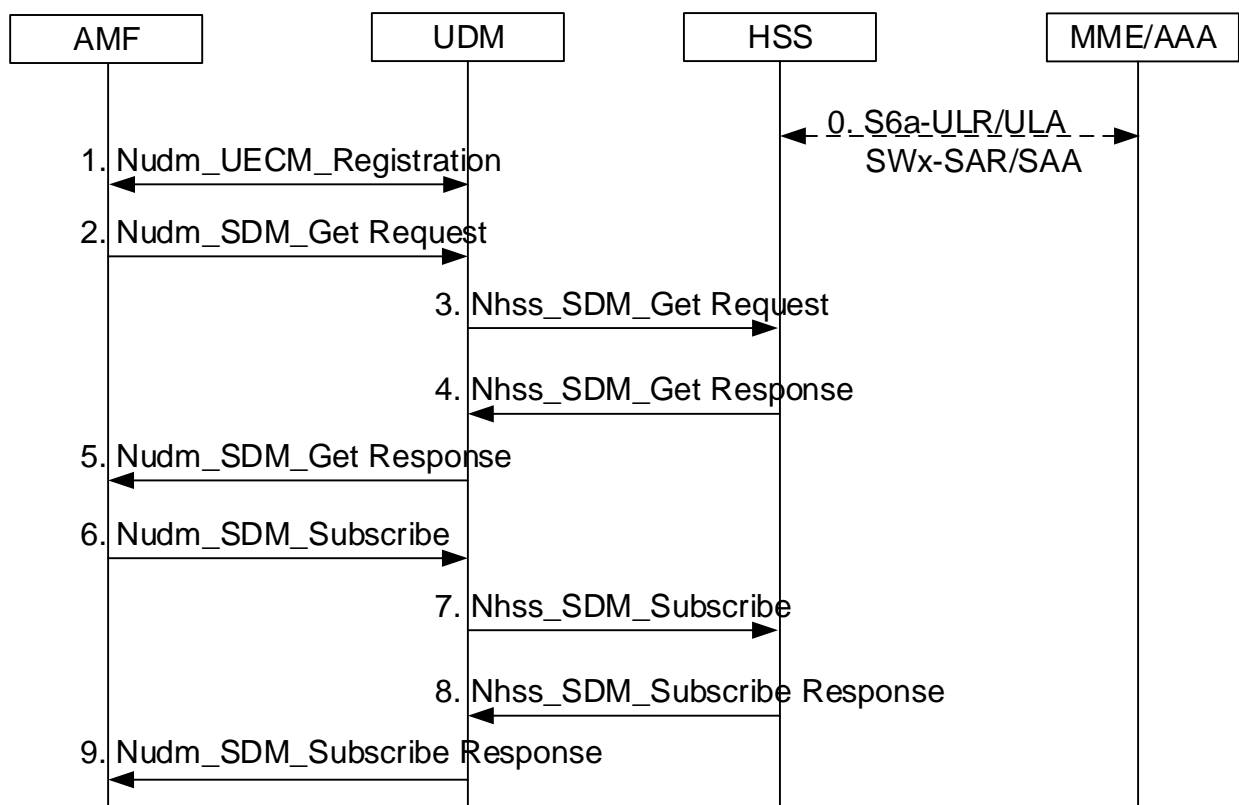 AMF
UDM
HSS
MME/AAA
0. S6a-ULR/ULA
SWx-SAR/SAA
1. Nudm_UECM_Registration
2. Nudm_SDM_Get Request
3. Nhss_SDM_Get Request
4. Nhss_SDM_Get Response
5. Nudm_SDM_Get Response
6. Nudm_SDM_Subscribe
7. Nhss_SDM_Subscribe
8. Nhss_SDM_Subscribe Response
9. Nudm_SDM_Subscribe Response